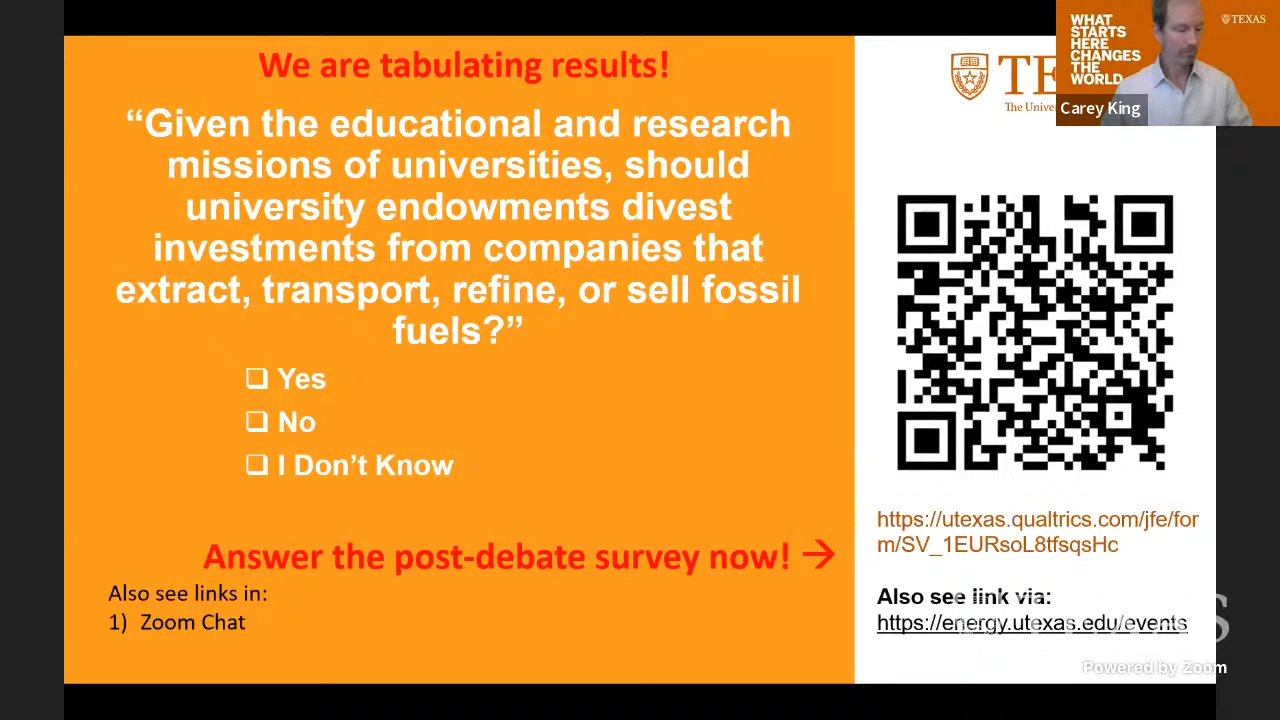 We are tabulating results!
“Given the educational and research
missions of universities, should
university endowments divest
investments from companies that
extract, transport, refine, or sell fossil
fuels?”
❑ Yes
❑ No
❑ I Don’t Know
Answer the post-debate survey now! →
Also see links in:
1) Zoom Chat
WHAT
STARTS
HERE
CHANGES
THE
WORLD
TEXAS
Carey King
TE
The Univer
https://utexas.qualtrics.com/jfe/for
m/SV_1EURsoL8tfsqsHc
Also see link via:
https://energy.utexas.edu/events
Powered by Zoom